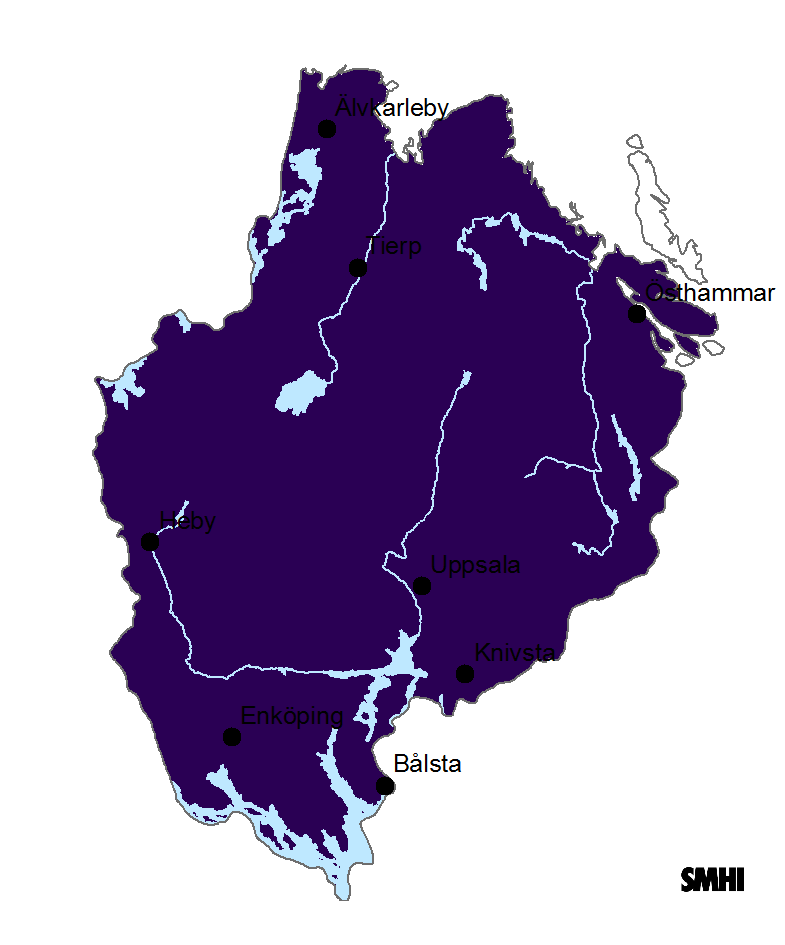 Älvkarleby
Tierp
Östhammar
Heby
Uppsala
Knivsta
Enköping
Bålsta
SMHI